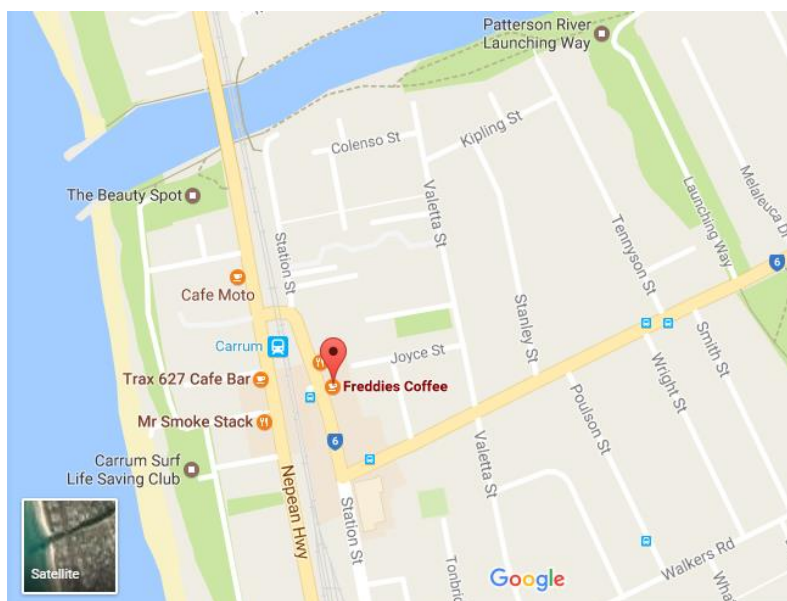 Patterson River
Launching Way
Colenso St
Kipling St
The Beauty Spot
Valetta St
Launching Way
Melaleuca Dr
Tennyson St
Station St
6
Cafe Moto
Stanley St
Smith St
Carrum
Joyce St
Wright St
Trax 627 Cafe Bar
Freddies Coffee
Poulson St
Mr Smoke Stack
6
Valetta St
Carrum Surf
Life Saving Club
Nepean Hwy
Station St
Walkers Rd
Satellite
Google
Tonbri
What